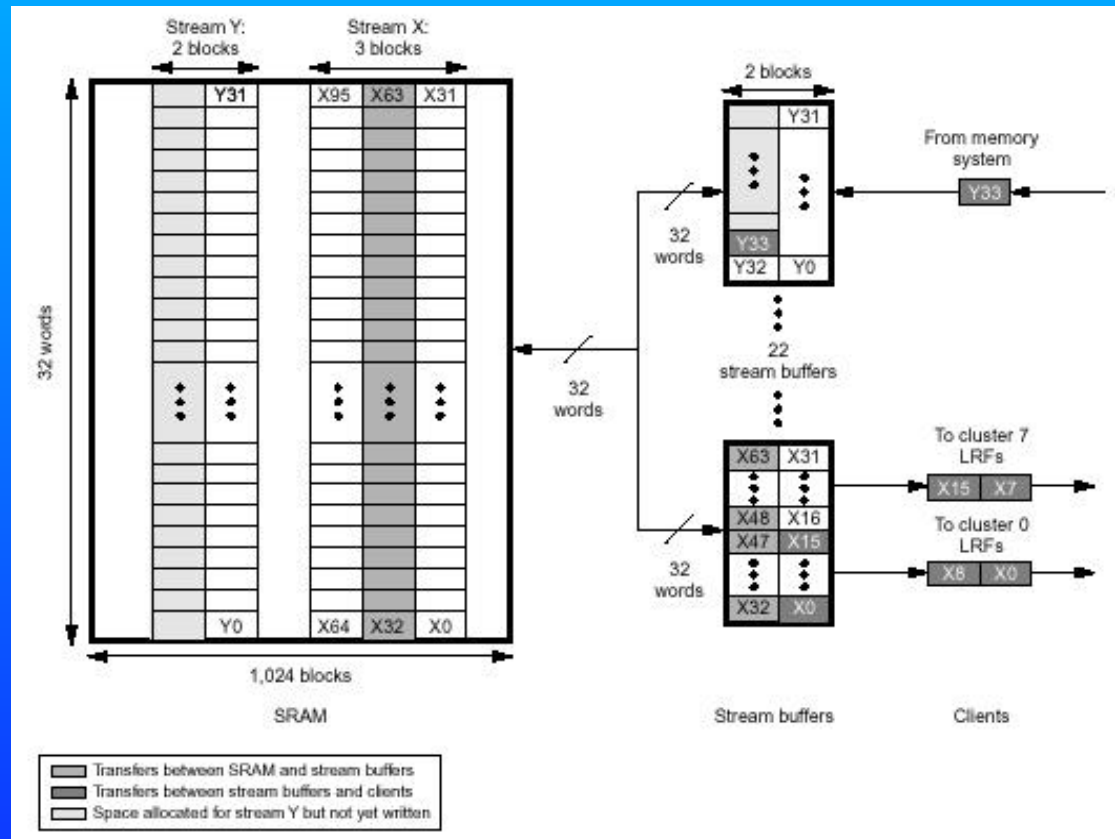 Stream Y:
2 blocks
Stream X:
3 blocks
Y31
X95 X63 X31
32 words
Y0
X64 X32 X0
1,024 blocks
SRAM
32
words
2 blocks
Y31
Y33
Y32 Y0
32
words
22
stream buffers
X63 X31
X48 X16
X47 X15
X32 X0
32
words
Stream buffers
From memory
system
Y33
To cluster 7
LRFs
X15 X7
To cluster 0
LRFs
X8 X0
Clients
Transfers between SRAM and stream buffers
Transfers between stream buffers and clients
Space allocated for stream Y but not yet written